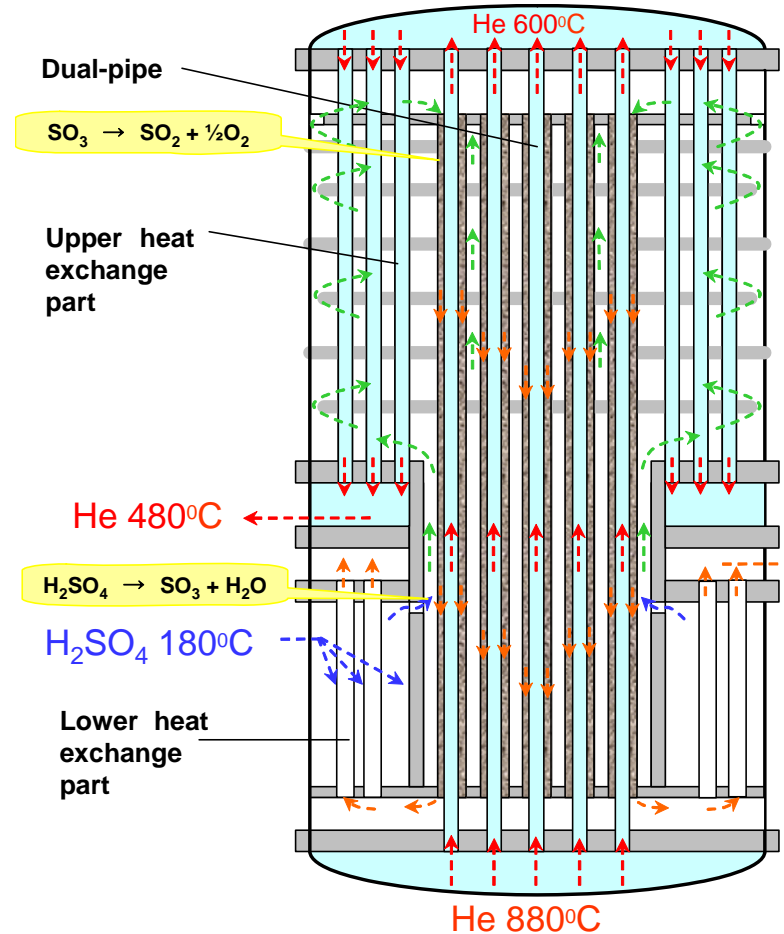 He 600⁰C
Dual-pipe
SO₃ → SO₂ + ½O₂
Upper heat
exchange
part
He 480⁰C
H₂SO₄ → SO₃ + H₂O
H₂SO₄ 180⁰C
Lower heat
exchange
part
He 880⁰C